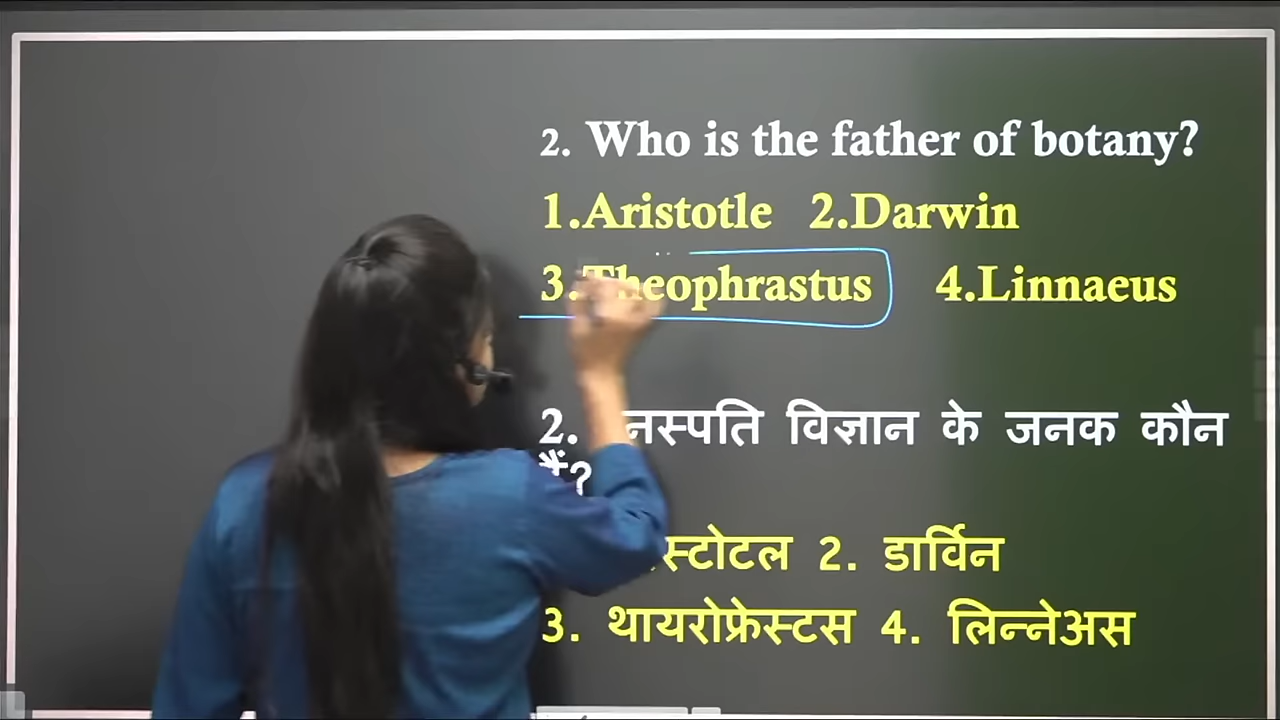 2. Who is the father of botany?
1.Aristotle 2.Darwin
3.Theophrastus 4.Linnaeus
2. विज्ञान के जनक कौन
2. डार्विन
3. थायरोफ्रेस्टस 4. लिन्नेअस